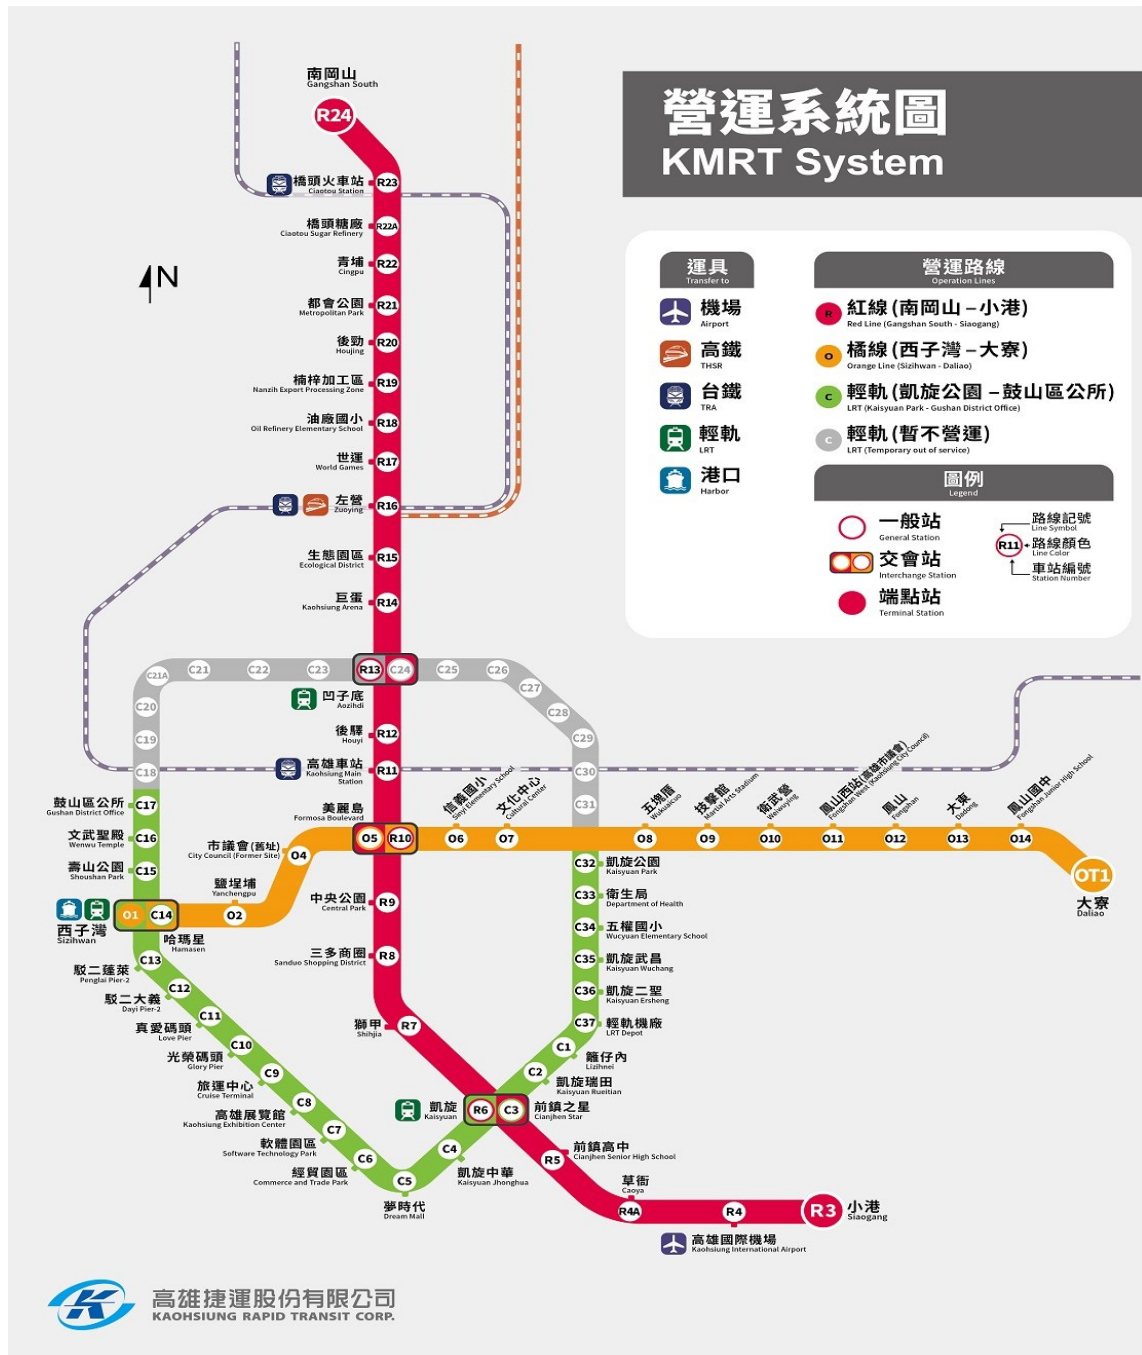 營運系統圖
KMRT System
運具
Transfer to
機場
Airport
高鐵
THSR
台鐵
TRA
輕軌
LRT
港口
Harbor
營運路線
Operation Lines
R
紅線 (南岡山－小港)
Red Line (Gangshan South - Siaogang)
O
橘線 (西子灣－大寮)
Orange Line (Sizihwan - Daliao)
C
輕軌 (凱旋公園－鼓山區公所)
LRT (Kaisyuan Park - Gushan District Office)
C
輕軌 (暫不營運)
LRT (Temporary out of service)
圖例
Legend
一般站
General Station
交會站
Interchange Station
端點站
Terminal Station
R11
路線記號
Line Symbol
路線顏色
Line Color
車站編號
Station Number
N
南岡山
Gangshan South
R24
橋頭火車站
Ciaotou Station
R23
橋頭糖廠
Ciaotou Sugar Refinery
R22A
青埔
Cingpu
R22
都會公園
Metropolitan Park
R21
後勁
Houjing
R20
楠梓加工區
Nanzih Export Processing Zone
R19
油廠國小
Oil Refinery Elementary School
R18
世運
World Games
R17
左營
Zuoying
R16
生態園區
Ecological District
R15
巨蛋
Kaohsiung Arena
R14
R13
C24
凹子底
Aozihdi
後驛
Houyi
R12
高雄車站
Kaohsiung Main
Station
R11
美麗島
Formosa Boulevard
O5
R10
中央公園
Central Park
R9
三多商圈
Sanduo Shopping District
R8
獅甲
Shihjia
R7
凱旋
Kaisyuan
R6
C3
前鎮之星
Cianjhen Star
R5
前鎮高中
Cianjhen Senior High School
草衙
Caoya
R4A
R4
高雄國際機場
Kaohsiung International Airport
R3
小港
Siaogang
C21A
C21
C22
C23
C25
C26
C27
C28
C29
C30
C31
C20
C19
C18
鼓山區公所
Gushan District Office
C17
文武聖殿
Wenwu Temple
C16
壽山公園
Shoushan Park
C15
西子灣
Sizihwan
O1
C14
哈瑪星
Hamasen
鹽埕埔
Yanchengpu
O2
市議會 (舊址)
City Council (Former Site)
O4
信義國小
Sinyi Elementary School
O6
文化中心
Cultural Center
O7
五塊厝
Wukuaicuo
O8
技擊館
Martial Arts Stadium
O9
衛武營
Weiwuying
O10
鳳山西站(高雄市議會)
Fongshan West (Kaohsiung City Council)
O11
鳳山
Fongshan
O12
大東
Dadong
O13
鳳山國中
Fongshan Junior High School
O14
OT1
大寮
Daliao
C13
駁二蓬萊
Penglai Pier-2
C12
駁二大義
Dayi Pier-2
C11
真愛碼頭
Love Pier
C10
光榮碼頭
Glory Pier
C9
旅運中心
Cruise Terminal
C8
高雄展覽館
Kaohsiung Exhibition Center
C7
軟體園區
Software Technology Park
C6
經貿園區
Commerce and Trade Park
C5
夢時代
Dream Mall
C4
凱旋中華
Kaisyuan Jhonghua
C2
凱旋瑞田
Kaisyuan Rueitian
C1
籬仔內
Lizihnei
C37
輕軌機廠
LRT Depot
C36
凱旋二聖
Kaisyuan Ersheng
C35
凱旋武昌
Kaisyuan Wuchang
C34
五權國小
Wucyuan Elementary School
C33
衛生局
Department of Health
C32
凱旋公園
Kaisyuan Park
高雄捷運股份有限公司
KAOHSIUNG RAPID TRANSIT CORP.